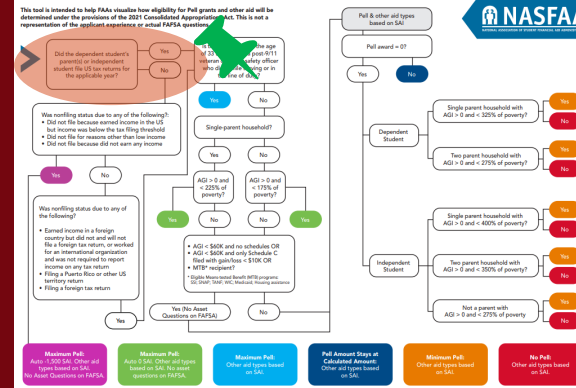 This tool is intended to help FAAs visualize how eligibility for Pell grants and other aid will be
determined under the provisions of the 2021 Consolidated Appropriations Act. This is not a
representation of the applicant experience or actual FAFSA questions.
NASFAA
NATIONAL ASSOCIATION OF STUDENT FINANCIAL AID
Did the dependent student's
parent(s) or independent
student file US tax returns for
the applicable year?
Yes
No
the age
of 33
post-9/11
veteran
safety officer
who di
ving or in
the line of duty?
Yes
No
Was nonfiling status due to any of the following?:
• Did not file because earned income in the US
but income was below the tax filing threshold
• Did not file for reasons other than low income
• Did not file because did not earn any income
Yes
No
Was nonfiling status due to any of
the following?
• Earned income in a foreign
country but did not and will not
file a foreign tax return, or worked
for an international organization
and was not required to report
income on any tax return
• Filing a Puerto Rico or other US
territory return
• Filing a foreign tax return
Yes
Single-parent household?
Yes
No
AGI > 0 and
< 225% of
poverty?
AGI > 0 and
< 175% of
poverty?
Yes
No
No
Yes
• AGI < $60K and no schedules OR
• AGI < $60K and only Schedule C
filed with gain/loss < $10K OR
• MTB* recipient?
* Eligible Means-tested Benefit (MTB) programs:
SSI; SNAP; TANF; WIC; Medicaid; Housing assistance
Yes (No Asset
Questions on FAFSA)
No
Pell & other aid types
based on SAI
Pell award = 0?
Yes
No
Dependent
Student
Single parent household with
AGI > 0 and < 325% of poverty?
Yes
No
Two parent household with
AGI > 0 and < 275% of poverty?
Yes
No
Independent
Student
Single parent household with
AGI > 0 and < 400% of poverty?
Yes
No
Two parent household with
AGI > 0 and < 350% of poverty?
Yes
No
Not a parent with
AGI > 0 and < 275% of poverty
Yes
No
Maximum Pell:
Auto -1,500 SAI. Other aid types
based on SAI.
No Asset Questions on FAFSA.
Maximum Pell:
Auto 0 SAI. Other aid types
based on SAI. No asset
questions on FAFSA.
Maximum Pell:
Other aid types based
on SAI.
Pell Amount Stays at
Calculated Amount:
Other aid types based
on SAI.
Minimum Pell:
Other aid types based
on SAI.
No Pell:
Other aid types based
on SAI.